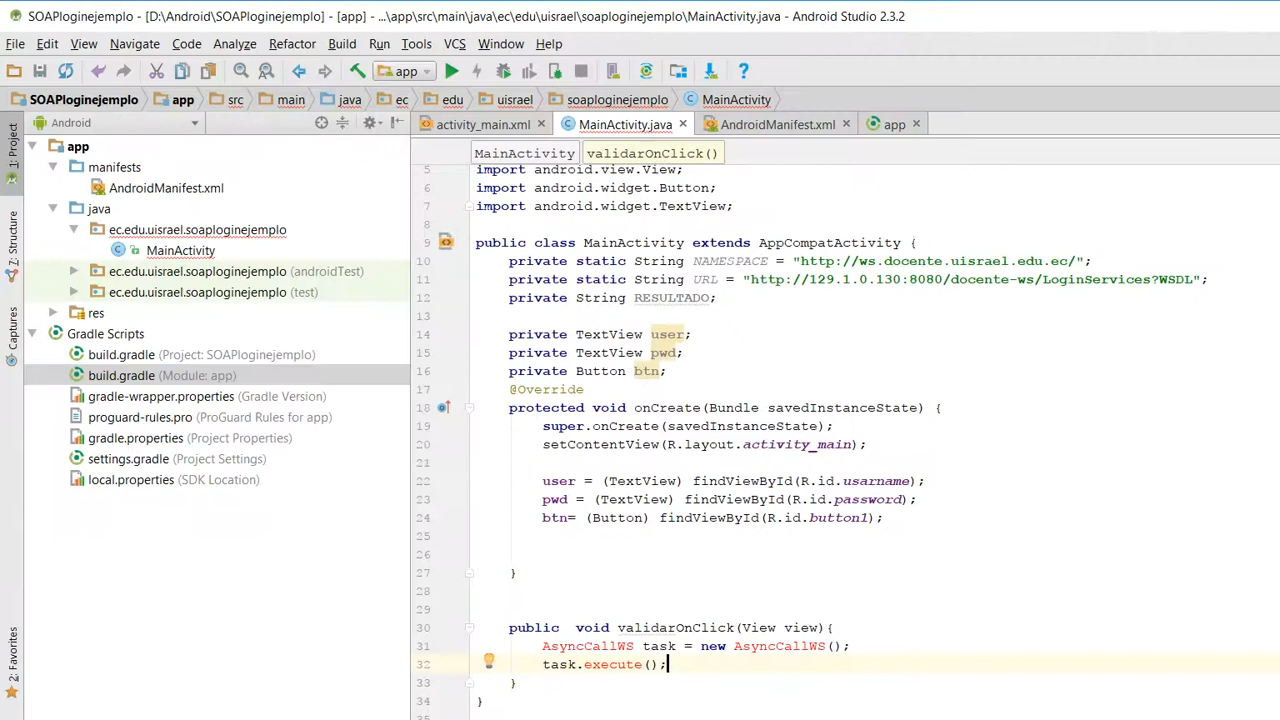 SOAPloginejemplo - [D:\Android\SOAPloginejemplo] - [app] - ...\app\src\main\java\ec\edu\uisrael\soaploginejemplo\MainActivity.java - Android Studio 2.3.2
File Edit View Navigate Code Analyze Refactor Build Run Tools VCS Window Help
app
SOAPloginejemplo app src main java ec edu uisrael soaploginejemplo MainActivity
Android
activity_main.xml MainActivity.java AndroidManifest.xml app
MainActivity validarOnClick()
1: Project
7: Structure
Captures
2: Favorites
app
manifests
AndroidManifest.xml
java
ec.edu.uisrael.soaploginejemplo
MainActivity
ec.edu.uisrael.soaploginejemplo (androidTest)
ec.edu.uisrael.soaploginejemplo (test)
res
Gradle Scripts
build.gradle (Project: SOAPloginejemplo)
build.gradle (Module: app)
gradle-wrapper.properties (Gradle Version)
proguard-rules.pro (ProGuard Rules for app)
gradle.properties (Project Properties)
settings.gradle (Project Settings)
local.properties (SDK Location)
5 import android.view.View;
6 import android.widget.Button;
7 import android.widget.TextView;
8
9 public class MainActivity extends AppCompatActivity {
10 private static String NAMESPACE = "http://ws.docente.uisrael.edu.ec/";
11 private static String URL = "http://129.1.0.130:8080/docente-ws/LoginServices?WSDL";
12 private String RESULTADO;
13
14 private TextView user;
15 private TextView pwd;
16 private Button btn;
17 @Override
18 protected void onCreate(Bundle savedInstanceState) {
19 super.onCreate(savedInstanceState);
20 setContentView(R.layout.activity_main);
21
22 user = (TextView) findViewById(R.id.usarname);
23 pwd = (TextView) findViewById(R.id.password);
24 btn= (Button) findViewById(R.id.button1);
25
26
27 }
28
29
30 public void validarOnClick(View view){
31 AsyncCallWS task = new AsyncCallWS();
32 task.execute();
33 }
34 }
35